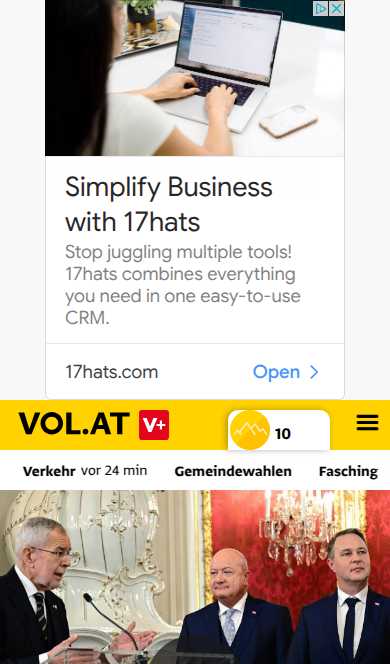 Simplify Business
with 17hats
Stop juggling multiple tools!
17hats combines everything
you need in one easy-to-use
CRM.
17hats.com
Open
VOL.AT V+
10
Verkehr vor 24 min Gemeindewahlen Fasching